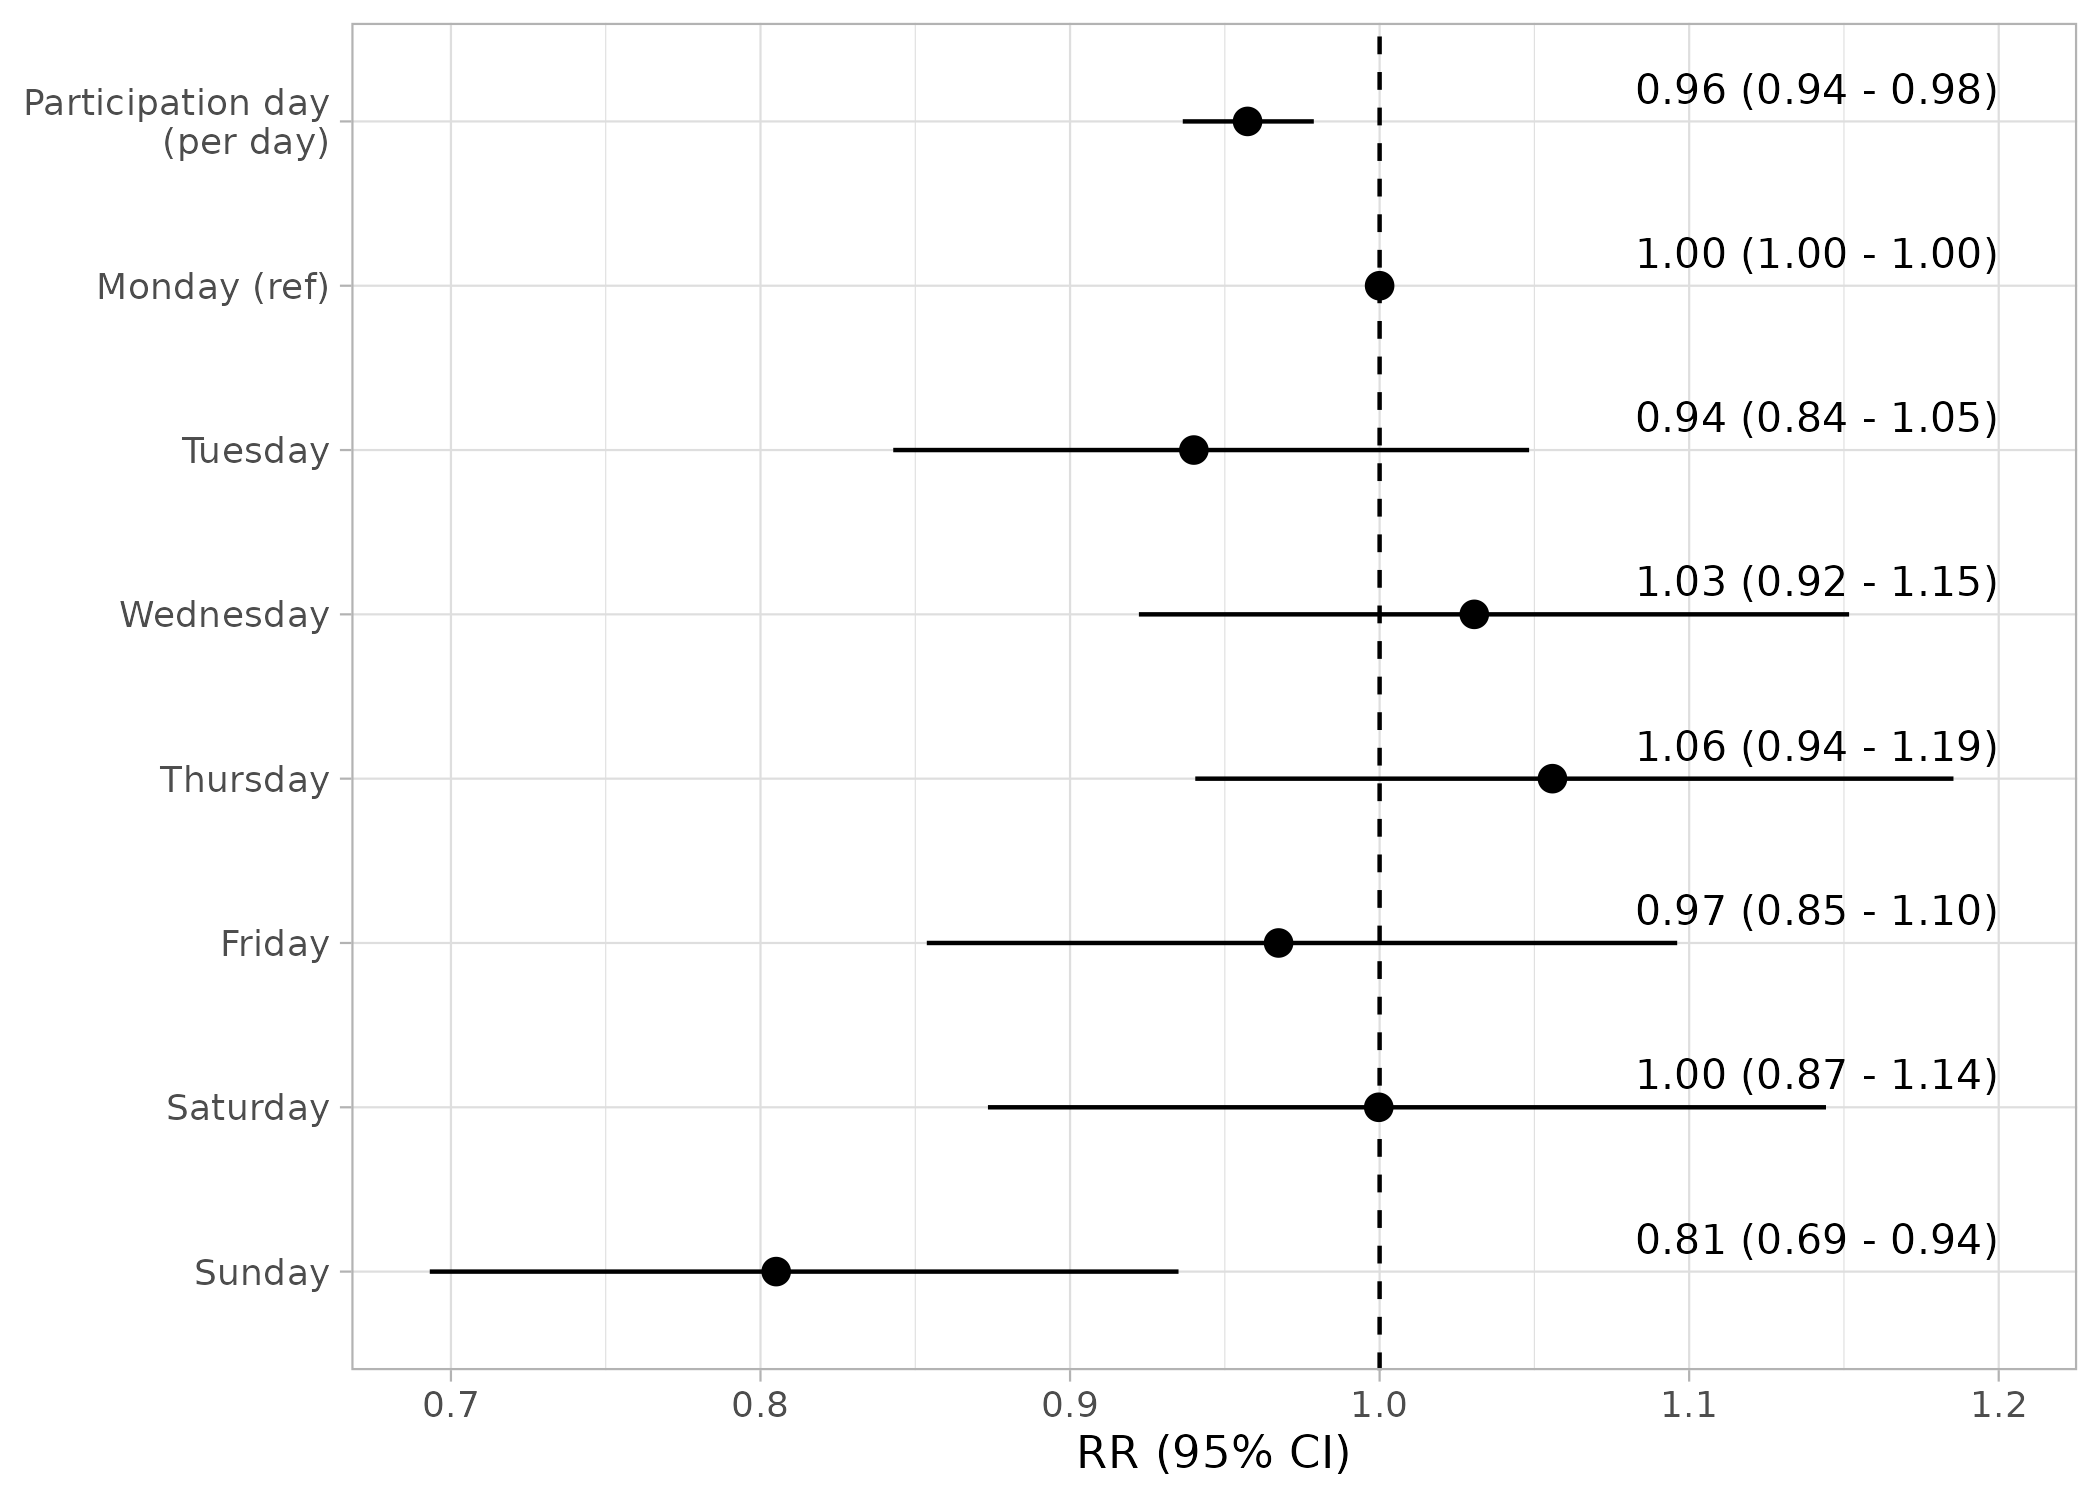 Participation day
(per day)
0.96 (0.94 - 0.98)
Monday (ref)
1.00 (1.00 - 1.00)
Tuesday
0.94 (0.84 - 1.05)
Wednesday
1.03 (0.92 - 1.15)
Thursday
1.06 (0.94 - 1.19)
Friday
0.97 (0.85 - 1.10)
Saturday
1.00 (0.87 - 1.14)
Sunday
0.81 (0.69 - 0.94)
0.7 0.8 0.9 1.0 1.1 1.2
RR (95% CI)